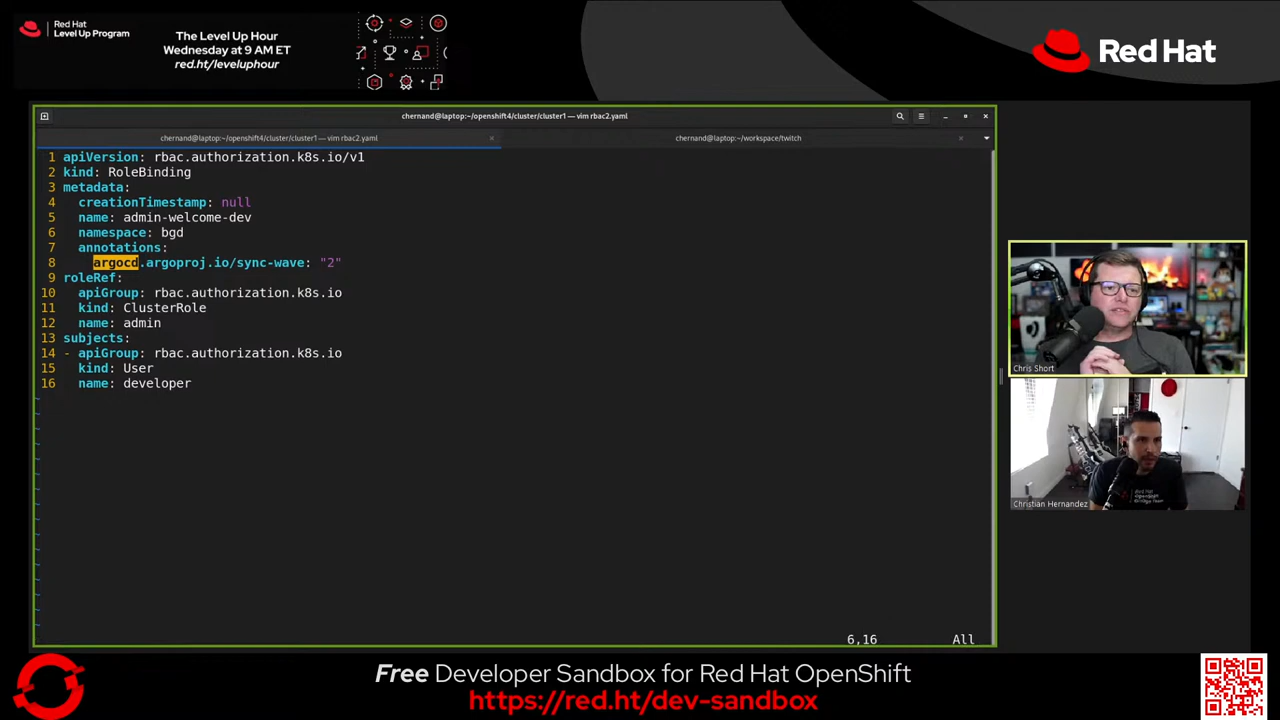 Red Hat
Level Up Program
The Level Up Hour
Wednesday at 9 AM ET
red.ht/leveluphour
Red Hat
chernand@laptop:~/openshift4/cluster/cluster1 — vim rbac2.yaml
chernand@laptop:~/openshift4/cluster/cluster1 — vim rbac2.yaml
chernand@laptop:~/workspace/twitch
1 apiVersion: rbac.authorization.k8s.io/v1
2 kind: RoleBinding
3 metadata:
4   creationTimestamp: null
5   name: admin-welcome-dev
6   namespace: bgd
7   annotations:
8     argocd.argoproj.io/sync-wave: "2"
9 roleRef:
10   apiGroup: rbac.authorization.k8s.io
11   kind: ClusterRole
12   name: admin
13 subjects:
14 - apiGroup: rbac.authorization.k8s.io
15   kind: User
16   name: developer
6,16 All
Chris Short
Christian Hernandez
Free Developer Sandbox for Red Hat OpenShift
https://red.ht/dev-sandbox